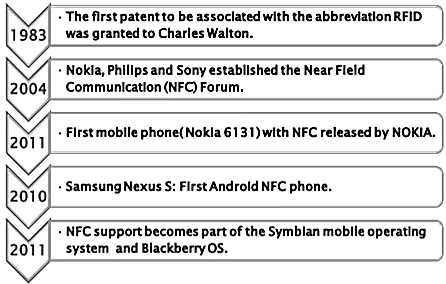 1983
· The first patent to be associated with the abbreviation RFID
was granted to Charles Walton.
2004
· Nokia, Philips and Sony established the Near Field
Communication (NFC) Forum.
2011
· First mobile phone(Nokia 6131) with NFC released by NOKIA.
2010
· Samsung Nexus S: First Android NFC phone.
2011
· NFC support becomes part of the Symbian mobile operating
system and Blackberry OS.